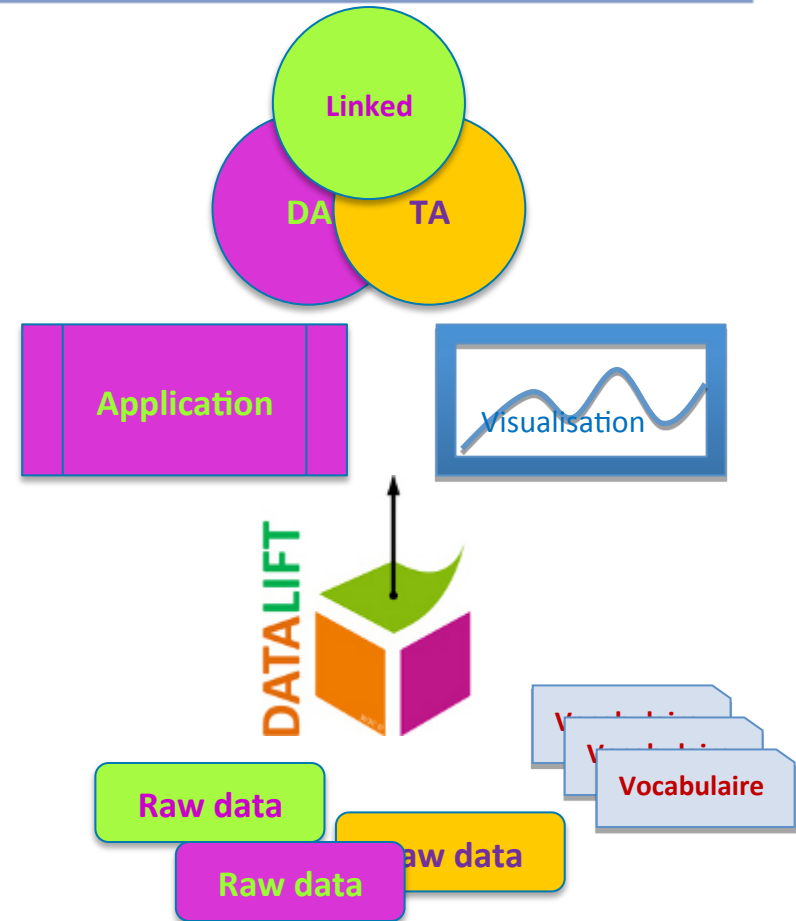 Linked
DA
TA
Application
Visualisation
DATALIFT
Vocabulaire
Raw data
aw data
Raw data